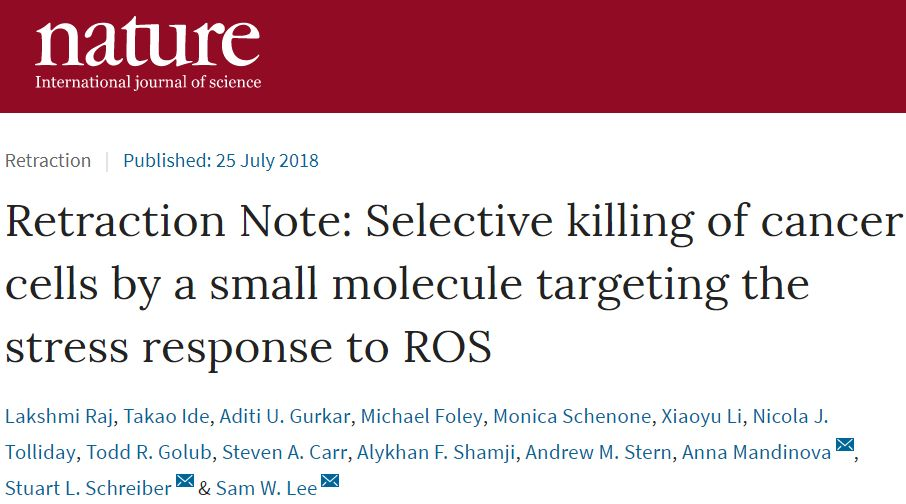 nature
International journal of science
Retraction | Published: 25 July 2018
Retraction Note: Selective killing of cancer
cells by a small molecule targeting the
stress response to ROS
Lakshmi Raj, Takao Ide, Aditi U. Gurkar, Michael Foley, Monica Schenone, Xiaoyu Li, Nicola J.
Tolliday, Todd R. Golub, Steven A. Carr, Alykhan F. Shamji, Andrew M. Stern, Anna Mandinova,
Stuart L. Schreiber & Sam W. Lee